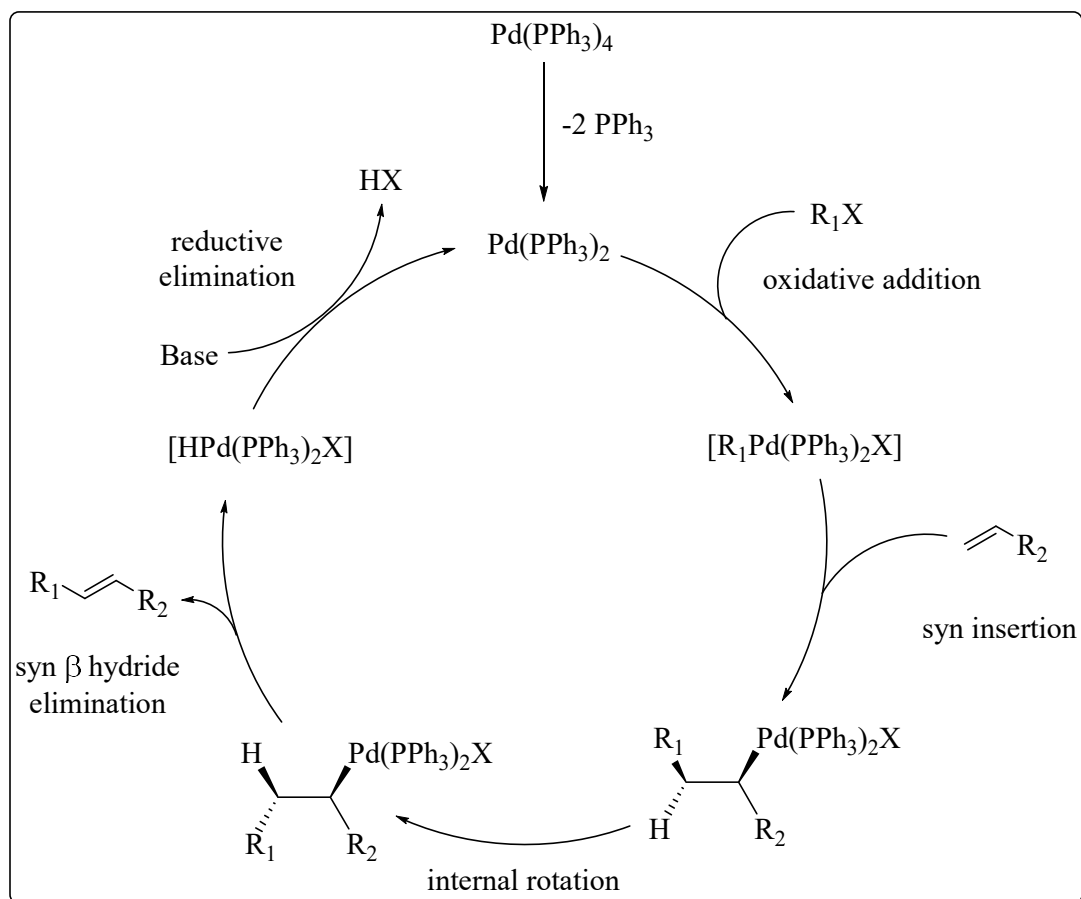 Pd(PPh₃)₄
-2 PPh₃
HX
reductive
elimination
Pd(PPh₃)₂
R₁X
oxidative addition
Base
[HPd(PPh₃)₂X]
[R₁Pd(PPh₃)₂X]
R₂
syn insertion
R₁
R₂
syn β hydride
elimination
H
Pd(PPh₃)₂X
R₁
R₂
R₁
Pd(PPh₃)₂X
H
R₂
internal rotation